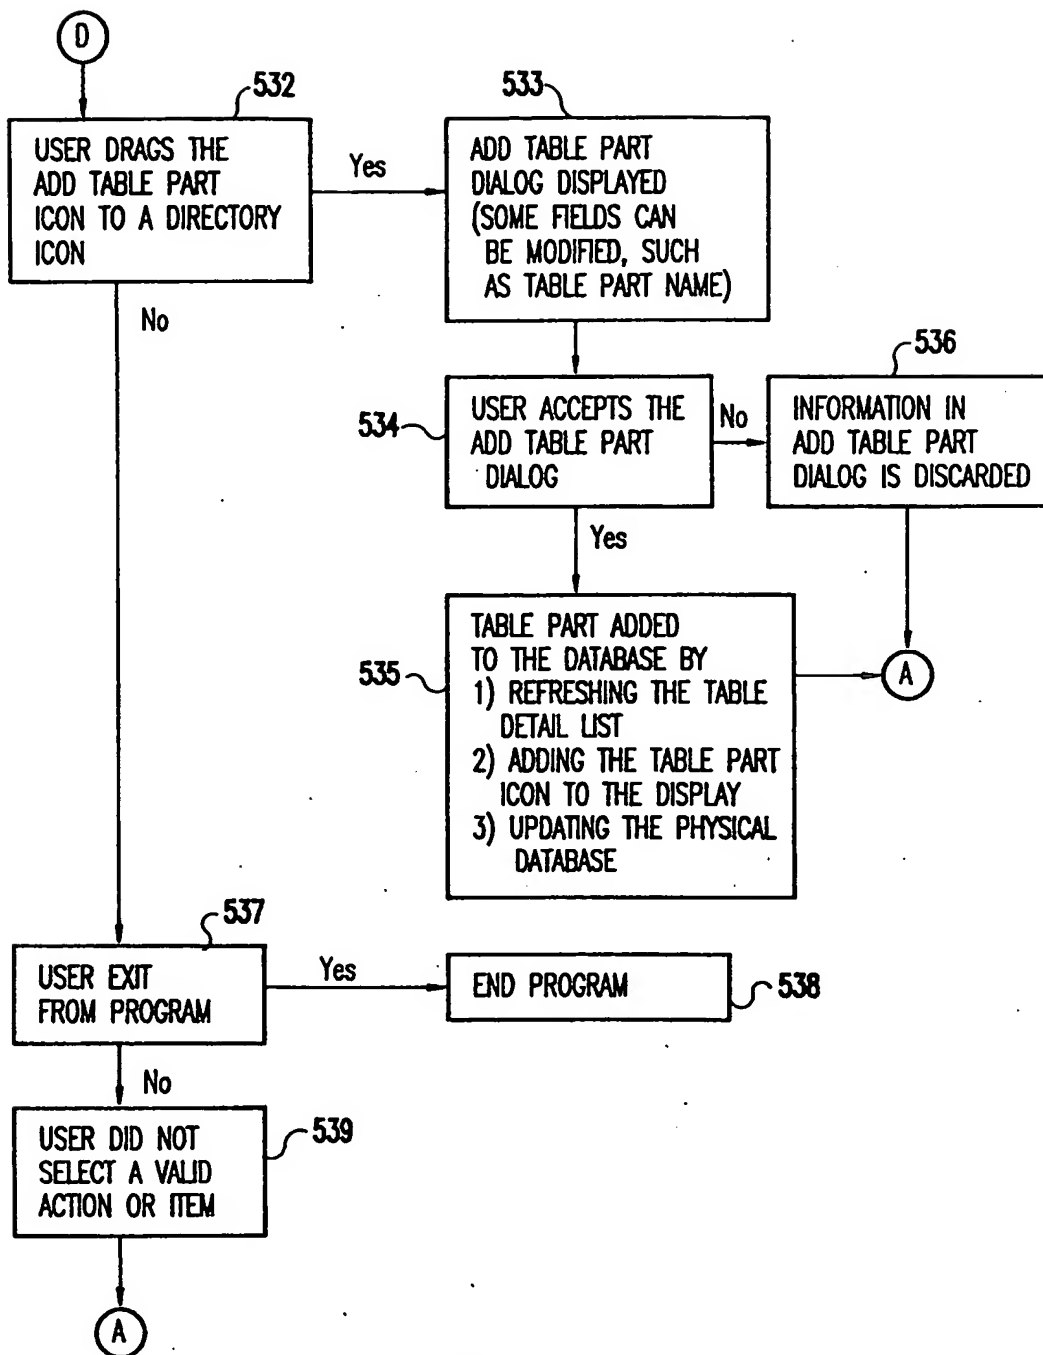 D
532
USER DRAGS THE
ADD TABLE PART
ICON TO A DIRECTORY
ICON
Yes
533
ADD TABLE PART
DIALOG DISPLAYED
(SOME FIELDS CAN
BE MODIFIED, SUCH
AS TABLE PART NAME)
No
534
USER ACCEPTS THE
ADD TABLE PART
DIALOG
No
536
INFORMATION IN
ADD TABLE PART
DIALOG IS DISCARDED
Yes
535
TABLE PART ADDED
TO THE DATABASE BY
1) REFRESHING THE TABLE
DETAIL LIST
2) ADDING THE TABLE PART
ICON TO THE DISPLAY
3) UPDATING THE PHYSICAL
DATABASE
A
537
USER EXIT
FROM PROGRAM
Yes
END PROGRAM
538
No
USER DID NOT
SELECT A VALID
ACTION OR ITEM
539
A